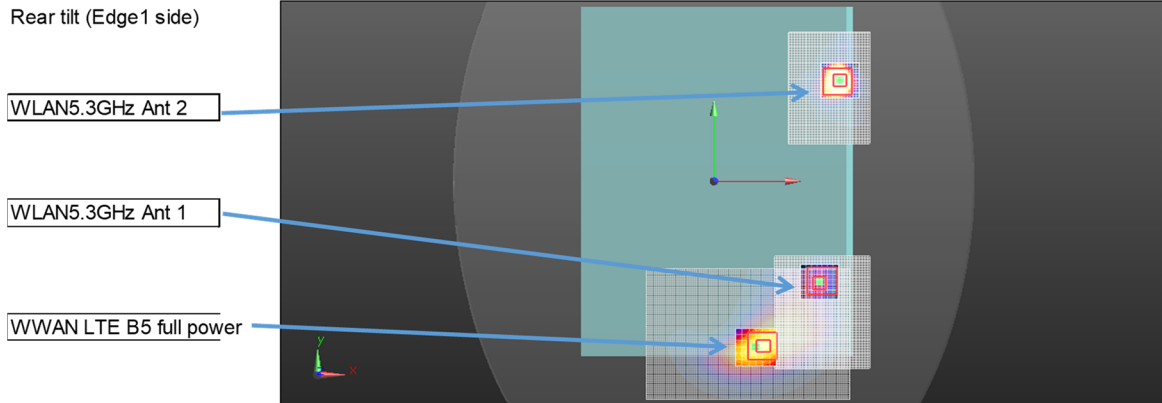 Rear tilt (Edge1 side)
WLAN5.3GHz Ant 2
WLAN5.3GHz Ant 1
WWAN LTE B5 full power
y
x